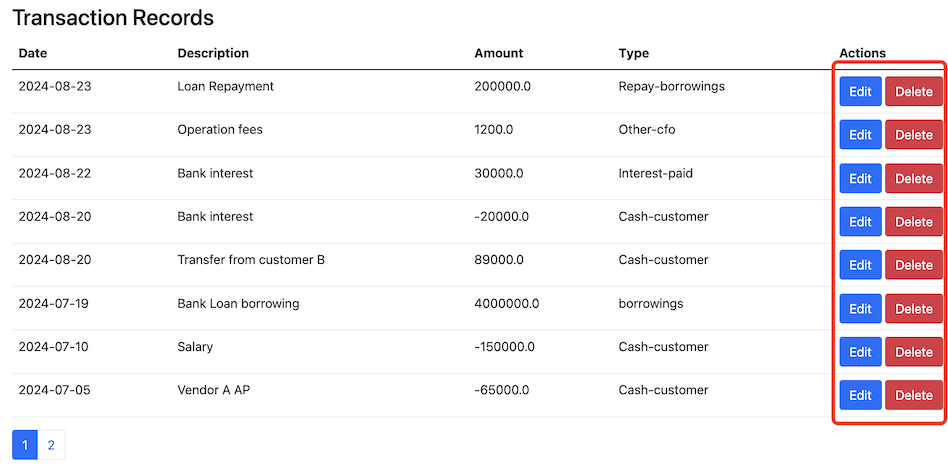 Transaction Records
Date Description Amount Type Actions
2024-08-23 Loan Repayment 200000.0 Repay-borrowings Edit Delete
2024-08-23 Operation fees 1200.0 Other-cfo Edit Delete
2024-08-22 Bank interest 30000.0 Interest-paid Edit Delete
2024-08-20 Bank interest -20000.0 Cash-customer Edit Delete
2024-08-20 Transfer from customer B 89000.0 Cash-customer Edit Delete
2024-07-19 Bank Loan borrowing 4000000.0 borrowings Edit Delete
2024-07-10 Salary -150000.0 Cash-customer Edit Delete
2024-07-05 Vendor A AP -65000.0 Cash-customer Edit Delete
1 2